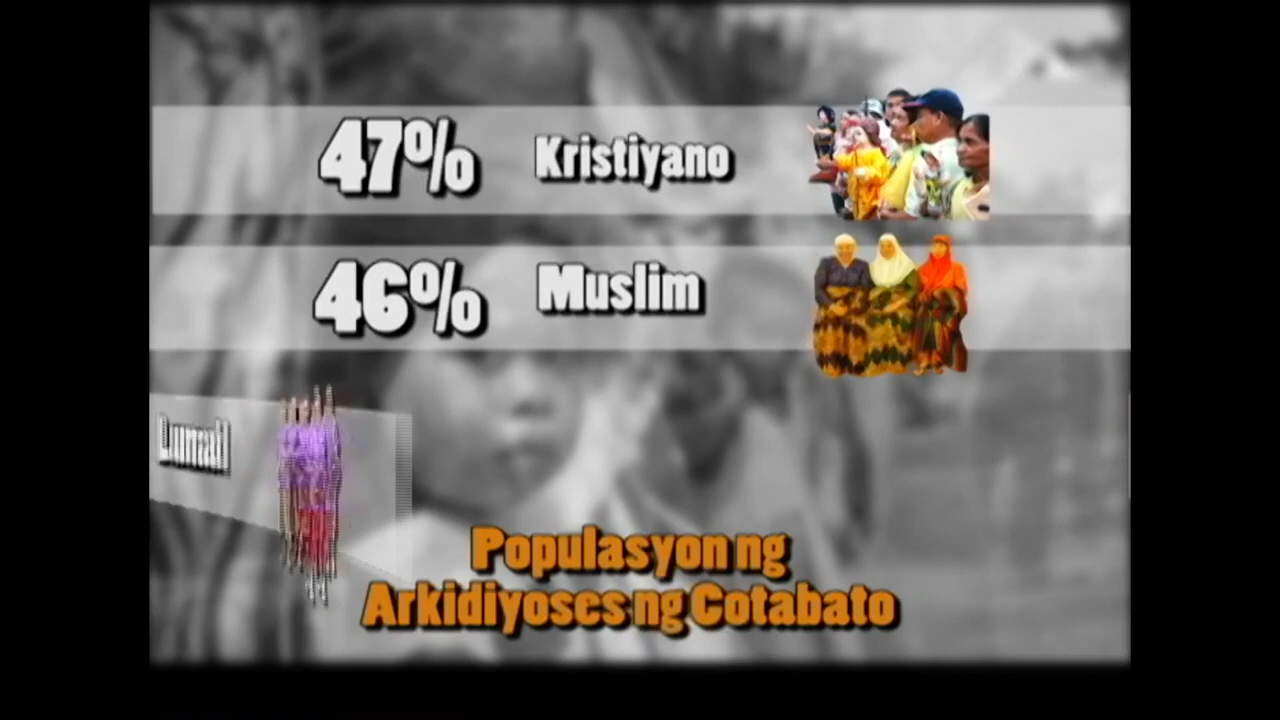 47% Kristiyano
46% Muslim
Lumad
Populasyon ng
Arkidiyoses ng Cotabato